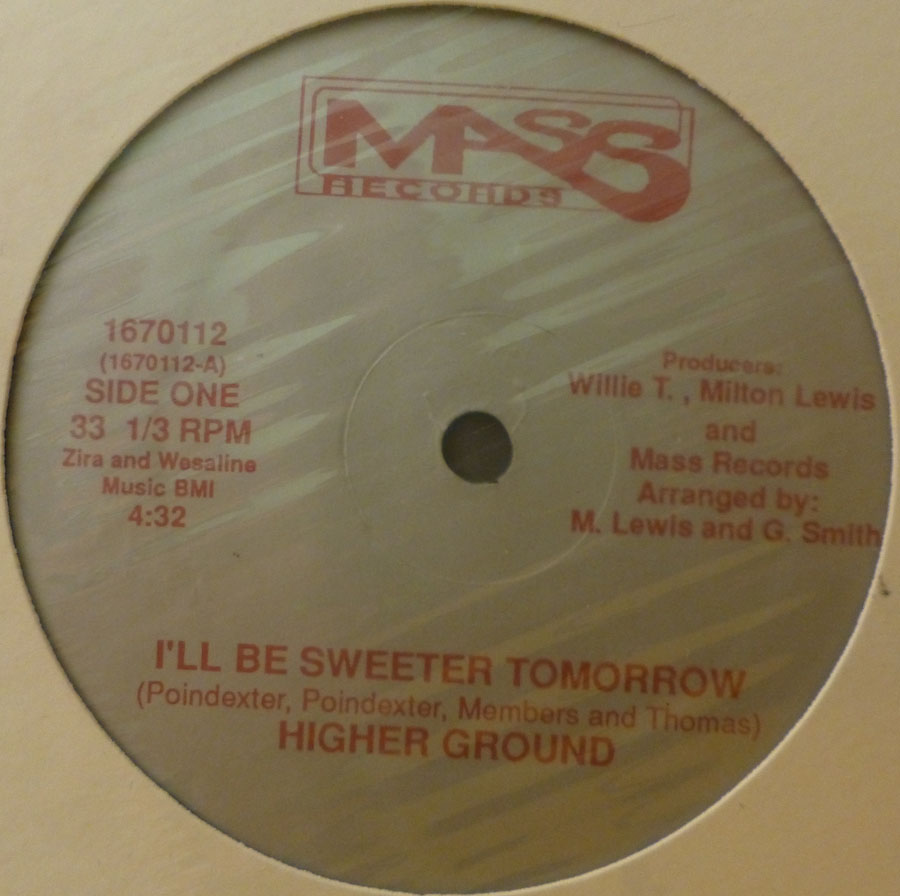 MASS
RECORDS
1670112
(1670112-A)
SIDE ONE
33 1/3 RPM
Zira and Wesaline
Music BMI
4:32
Producers:
Willie T. , Milton Lewis
and
Mass Records
Arranged by:
M. Lewis and G. Smith
I'LL BE SWEETER TOMORROW
(Poindexter, Poindexter, Members and Thomas)
HIGHER GROUND